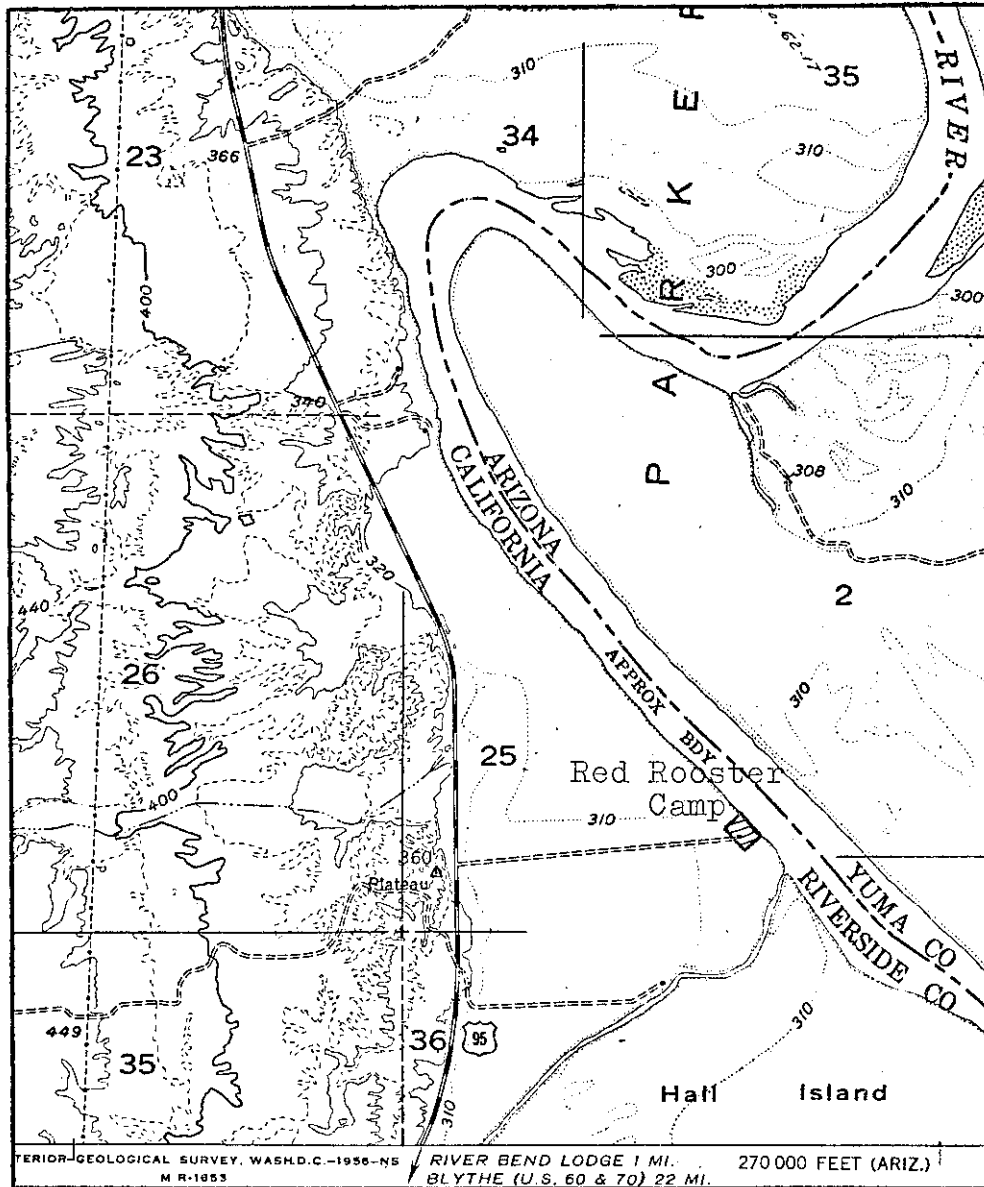 RIVER
62-17
310
35
34
23
366
310
E
K
R
300
300
400
A
340
ARIZONA
CALIFORNIA
P
308
310
320
2
440
26
APPROX
BDY
310
25
Red Rooster
Camp
400
310
360
Plateau
YUMA CO
RIVERSIDE CO
449
35
36
95
310
310
Hall Island
TERIOR-GEOLOGICAL SURVEY, WASH.D.C.-1956-NS
M R-1653
RIVER BEND LODGE 1 MI.
BLYTHE (U.S. 60 & 70) 22 MI.
270 000 FEET (ARIZ.)